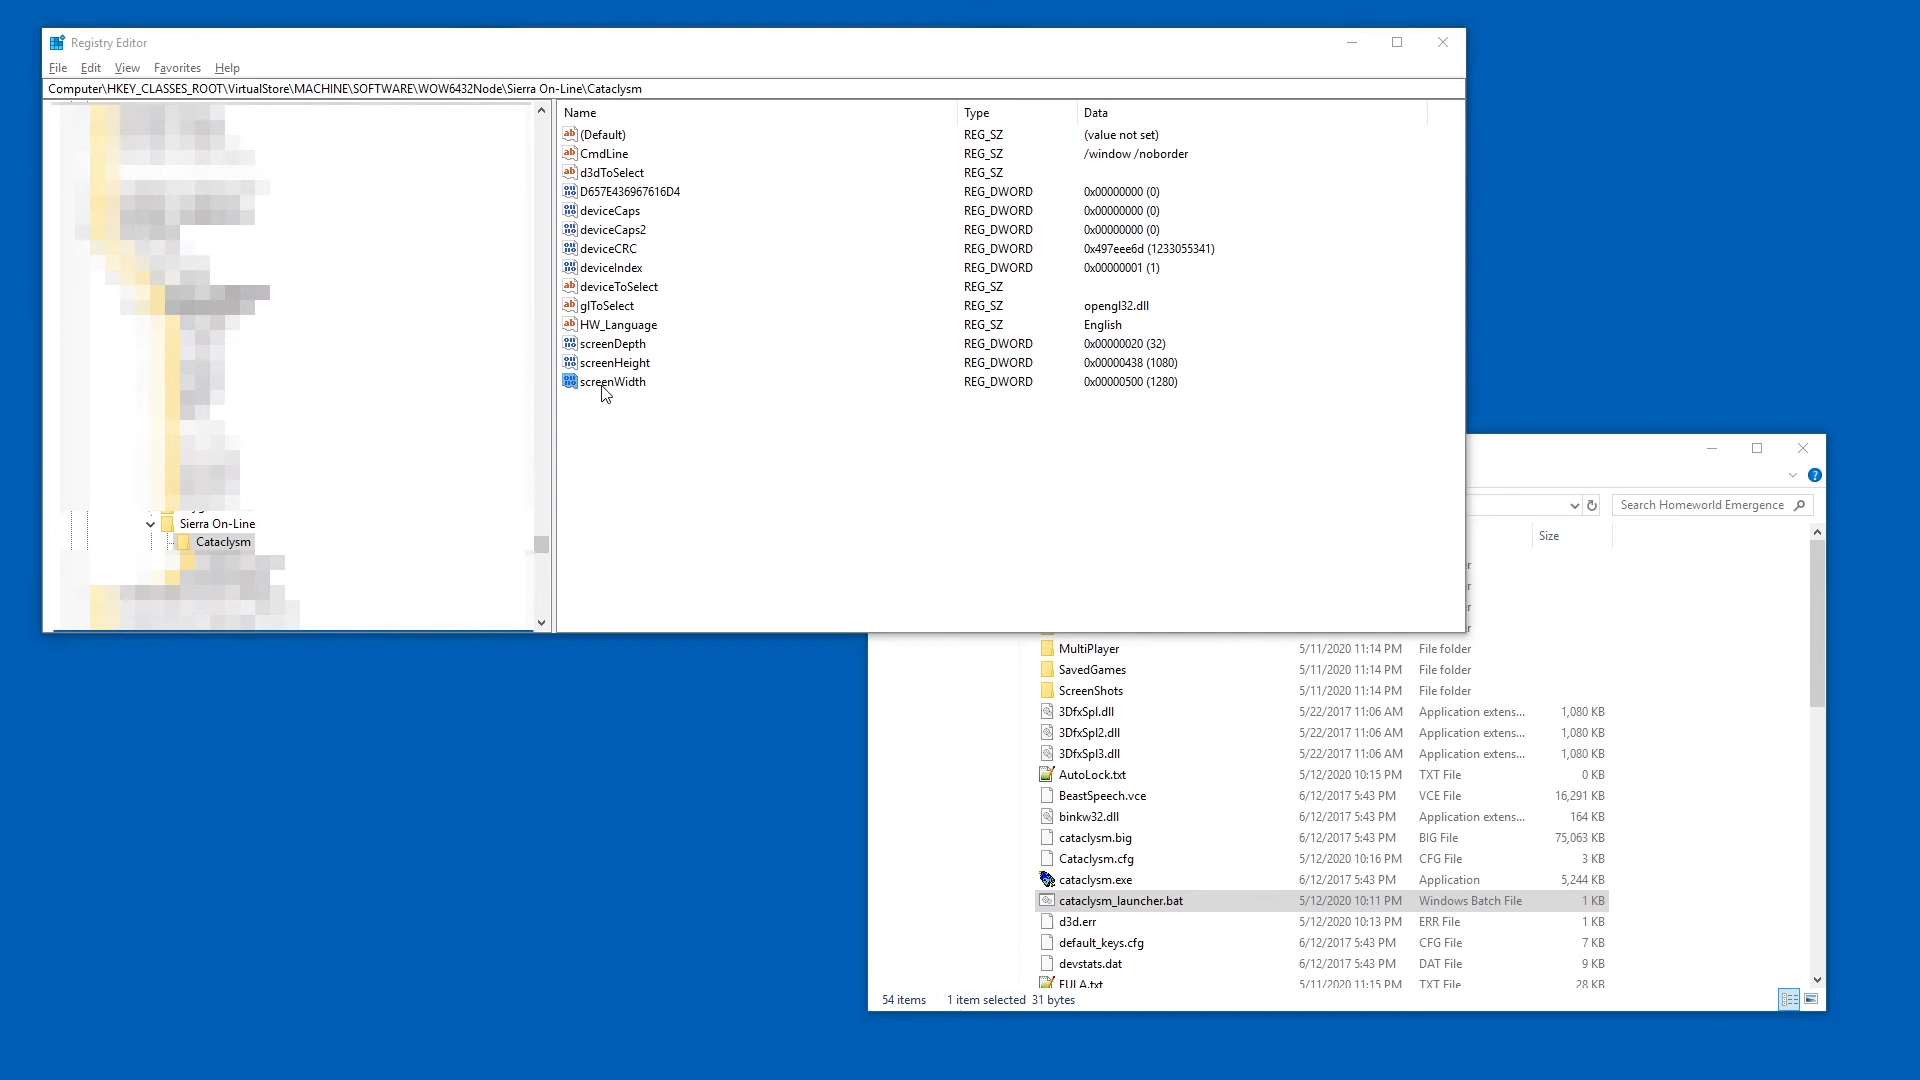 Registry Editor
File Edit View Favorites Help
Computer\HKEY_CLASSES_ROOT\VirtualStore\MACHINE\SOFTWARE\WOW6432Node\Sierra On-Line\Cataclysm
Name Type Data
(Default) REG_SZ (value not set)
CmdLine REG_SZ /window /noborder
d3dToSelect REG_SZ
D657E436967616D4 REG_DWORD 0x00000000 (0)
deviceCaps REG_DWORD 0x00000000 (0)
deviceCaps2 REG_DWORD 0x00000000 (0)
deviceCRC REG_DWORD 0x497eee6d (1233055341)
deviceIndex REG_DWORD 0x00000001 (1)
deviceToSelect REG_SZ
glToSelect REG_SZ opengl32.dll
HW_Language REG_SZ English
screenDepth REG_DWORD 0x00000020 (32)
screenHeight REG_DWORD 0x00000438 (1080)
screenWidth REG_DWORD 0x00000500 (1280)
Sierra On-Line
Cataclysm
Search Homeworld Emergence
Size
MultiPlayer 5/11/2020 11:14 PM File folder
SavedGames 5/11/2020 11:14 PM File folder
ScreenShots 5/11/2020 11:14 PM File folder
3DfxSpl.dll 5/22/2017 11:06 AM Application extens... 1,080 KB
3DfxSpl2.dll 5/22/2017 11:06 AM Application extens... 1,080 KB
3DfxSpl3.dll 5/22/2017 11:06 AM Application extens... 1,080 KB
AutoLock.txt 5/12/2020 10:15 PM TXT File 0 KB
BeastSpeech.vce 6/12/2017 5:43 PM VCE File 16,291 KB
binkw32.dll 6/12/2017 5:43 PM Application extens... 164 KB
cataclysm.big 6/12/2017 5:43 PM BIG File 75,063 KB
Cataclysm.cfg 5/12/2020 10:16 PM CFG File 3 KB
cataclysm.exe 6/12/2017 5:43 PM Application 5,244 KB
cataclysm_launcher.bat 5/12/2020 10:11 PM Windows Batch File 1 KB
d3d.err 5/12/2020 10:13 PM ERR File 1 KB
default_keys.cfg 6/12/2017 5:43 PM CFG File 7 KB
devstats.dat 6/12/2017 5:43 PM DAT File 9 KB
EULA.txt 5/11/2020 11:15 PM TXT File 28 KB
54 items 1 item selected 31 bytes